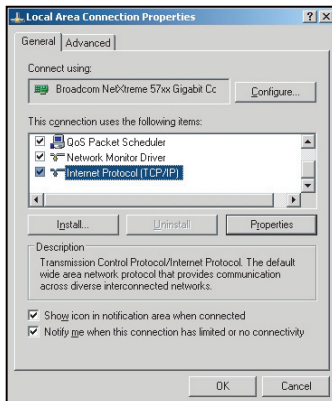 Local Area Connection Properties
General Advanced
Connect using:
Broadcom NetXtreme 57xx Gigabit Cc Configure...
This connection uses the following items:
QoS Packet Scheduler
Network Monitor Driver
Internet Protocol (TCP/IP)
Install... Uninstall Properties
Description
Transmission Control Protocol/Internet Protocol. The default
wide area network protocol that provides communication
across diverse interconnected networks.
Show icon in notification area when connected
Notify me when this connection has limited or no connectivity
OK Cancel